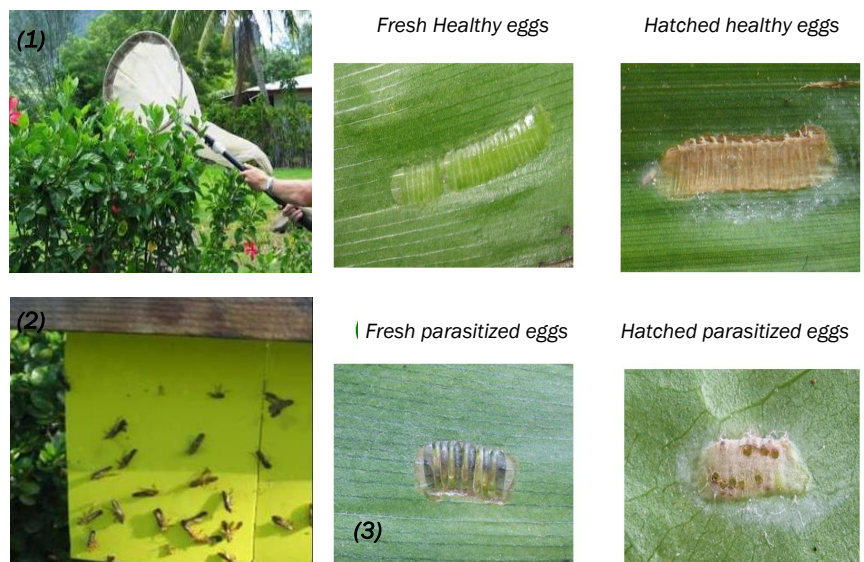 (1)
Fresh Healthy eggs
Hatched healthy eggs
(2)
Fresh parasitized eggs
Hatched parasitized eggs
(3)